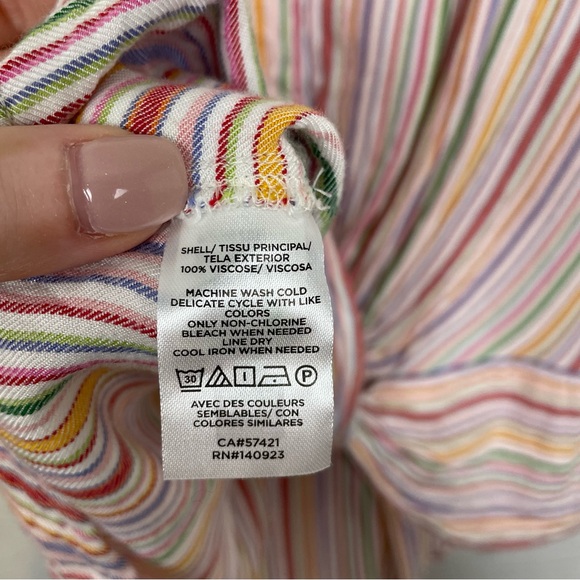 SHELL/ TISSU PRINCIPAL/
TELA EXTERIOR
100% VISCOSE/ VISCOSA
MACHINE WASH COLD
DELICATE CYCLE WITH LIKE
COLORS
ONLY NON-CHLORINE
BLEACH WHEN NEEDED
LINE DRY
COOL IRON WHEN NEEDED
30 P
AVEC DES COULEURS
SEMBLABLES/ CON
COLORES SIMILARES
CA#57421
RN#140923